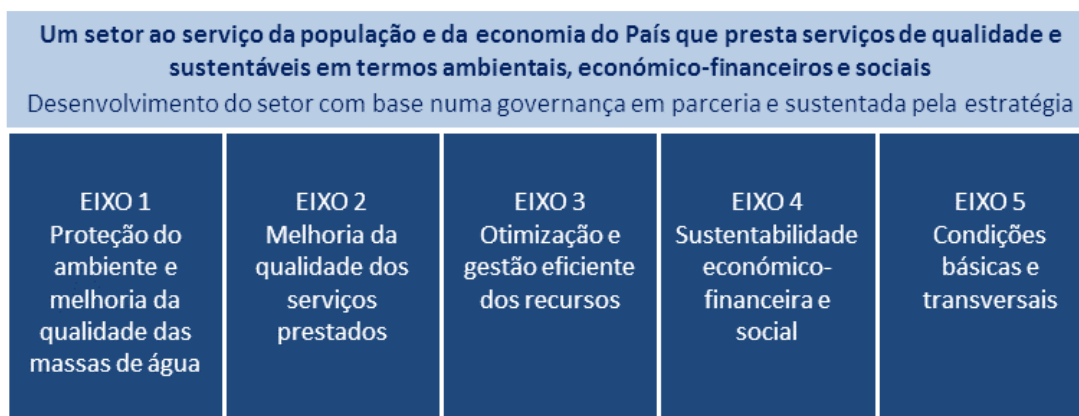 Um setor ao serviço da população e da economia do País que presta serviços de qualidade e
sustentáveis em termos ambientais, económico-financeiros e sociais
Desenvolvimento do setor com base numa governança em parceria e sustentada pela estratégia
EIXO 1
Proteção do
ambiente e
melhoria da
qualidade das
massas de água
EIXO 2
Melhoria da
qualidade dos
serviços
prestados
EIXO 3
Otimização e
gestão eficiente
dos recursos
EIXO 4
Sustentabilidade
económico-
financeira e
social
EIXO 5
Condições
básicas e
transversais